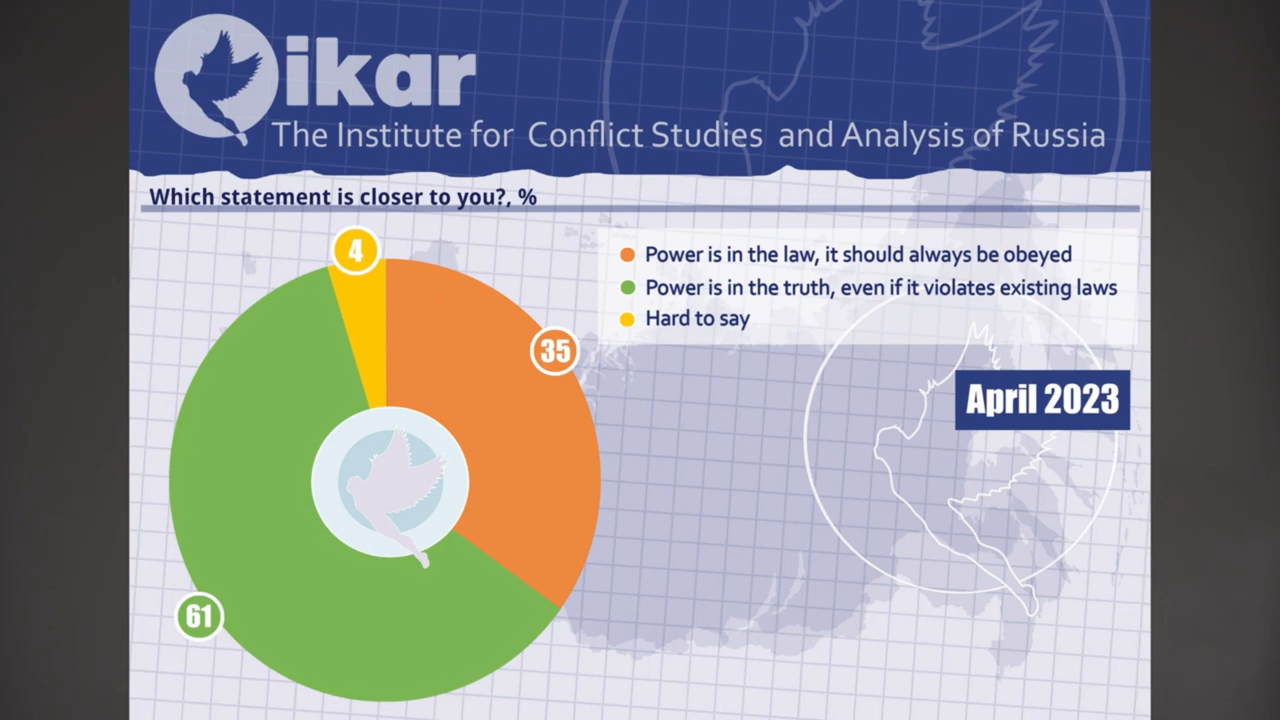 ikar
The Institute for Conflict Studies and Analysis of Russia
Which statement is closer to you?, %
4
Power is in the law, it should always be obeyed
Power is in the truth, even if it violates existing laws
Hard to say
35
April 2023
61